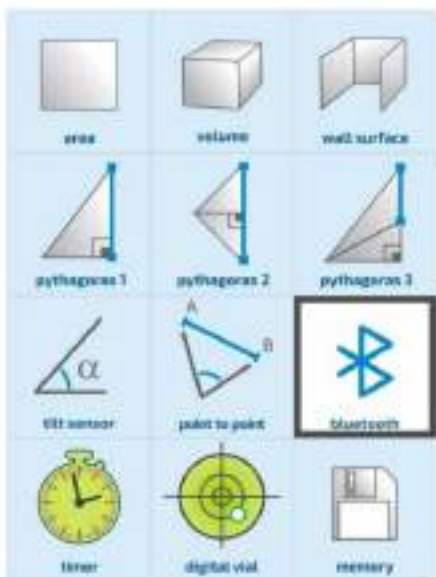 area
volume
wall surface
pythagoras 1
pythagoras 2
pythagoras 3
α
tilt sensor
A
B
point to point
bluetooth
timer
digital vial
memory